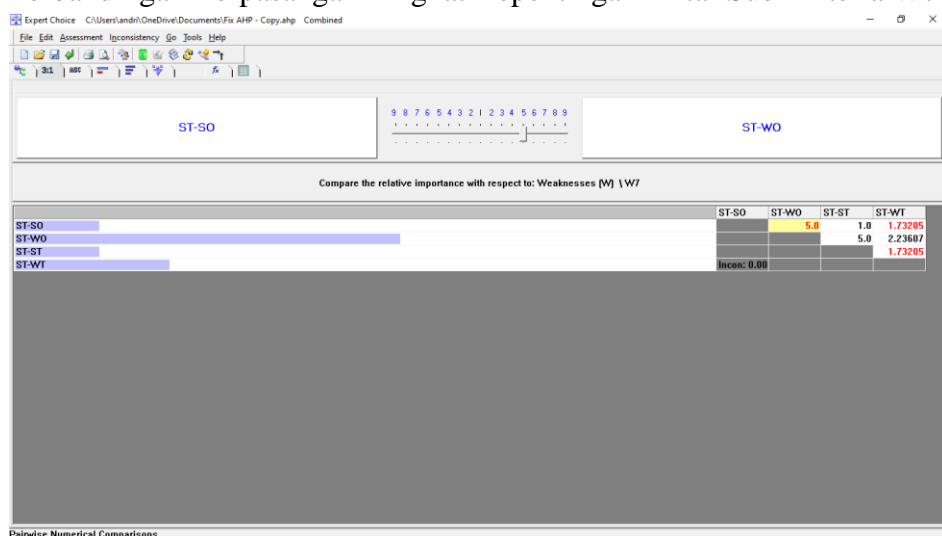 Expert Choice C:\Users\andri\OneDrive\Documents\Fix AHP - Copy.ahp Combined
File Edit Assessment Inconsistency Go Tools Help
3:1 ABC
ST-SO
9 8 7 6 5 4 3 2 1 2 3 4 5 6 7 8 9
ST-WO
Compare the relative importance with respect to: Weaknesses (W) \ W7
ST-SO ST-WO ST-ST ST-WT
ST-SO 5.0 1.0 1.73205
ST-WO 5.0 2.23607
ST-ST 1.73205
ST-WT Incon: 0.00
Pairwise Numerical Comparisons